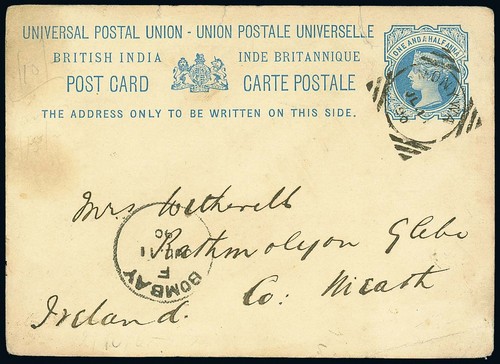 UNIVERSAL POSTAL UNION - UNION POSTALE UNIVERSELLE
BRITISH INDIA INDE BRITANNIQUE
POST CARD CARTE POSTALE
THE ADDRESS ONLY TO BE WRITTEN ON THIS SIDE.
ONE AND A HALF ANNA
Mrs Wetherell
Rathmolyon Glebe
Co: Meath
Ireland.
BOMBAY
F